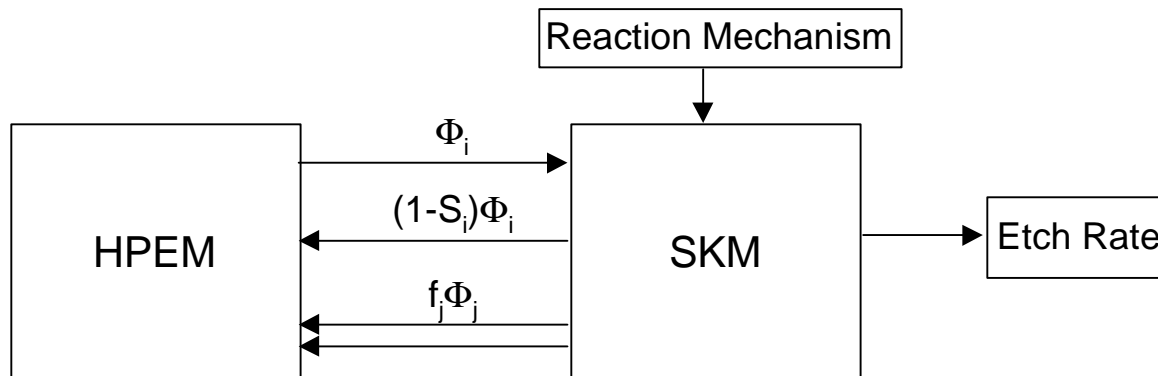 Reaction Mechanism
Φi
(1-Si)Φi
HPEM
SKM
Etch Rate
fjΦj